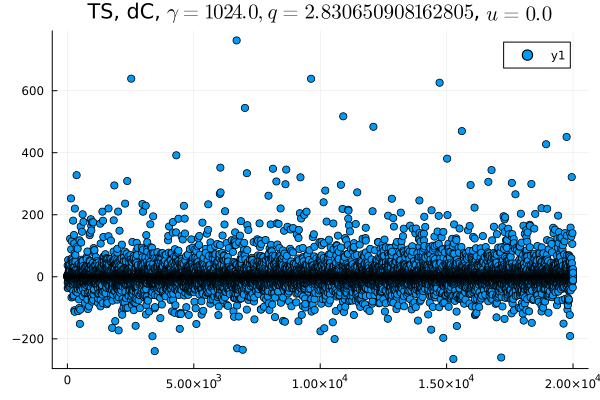 TS, dC, γ = 1024.0, q = 2.830650908162805, u = 0.0
y1
600
400
200
0
−200
0 5.00×10³ 1.00×10⁴ 1.50×10⁴ 2.00×10⁴